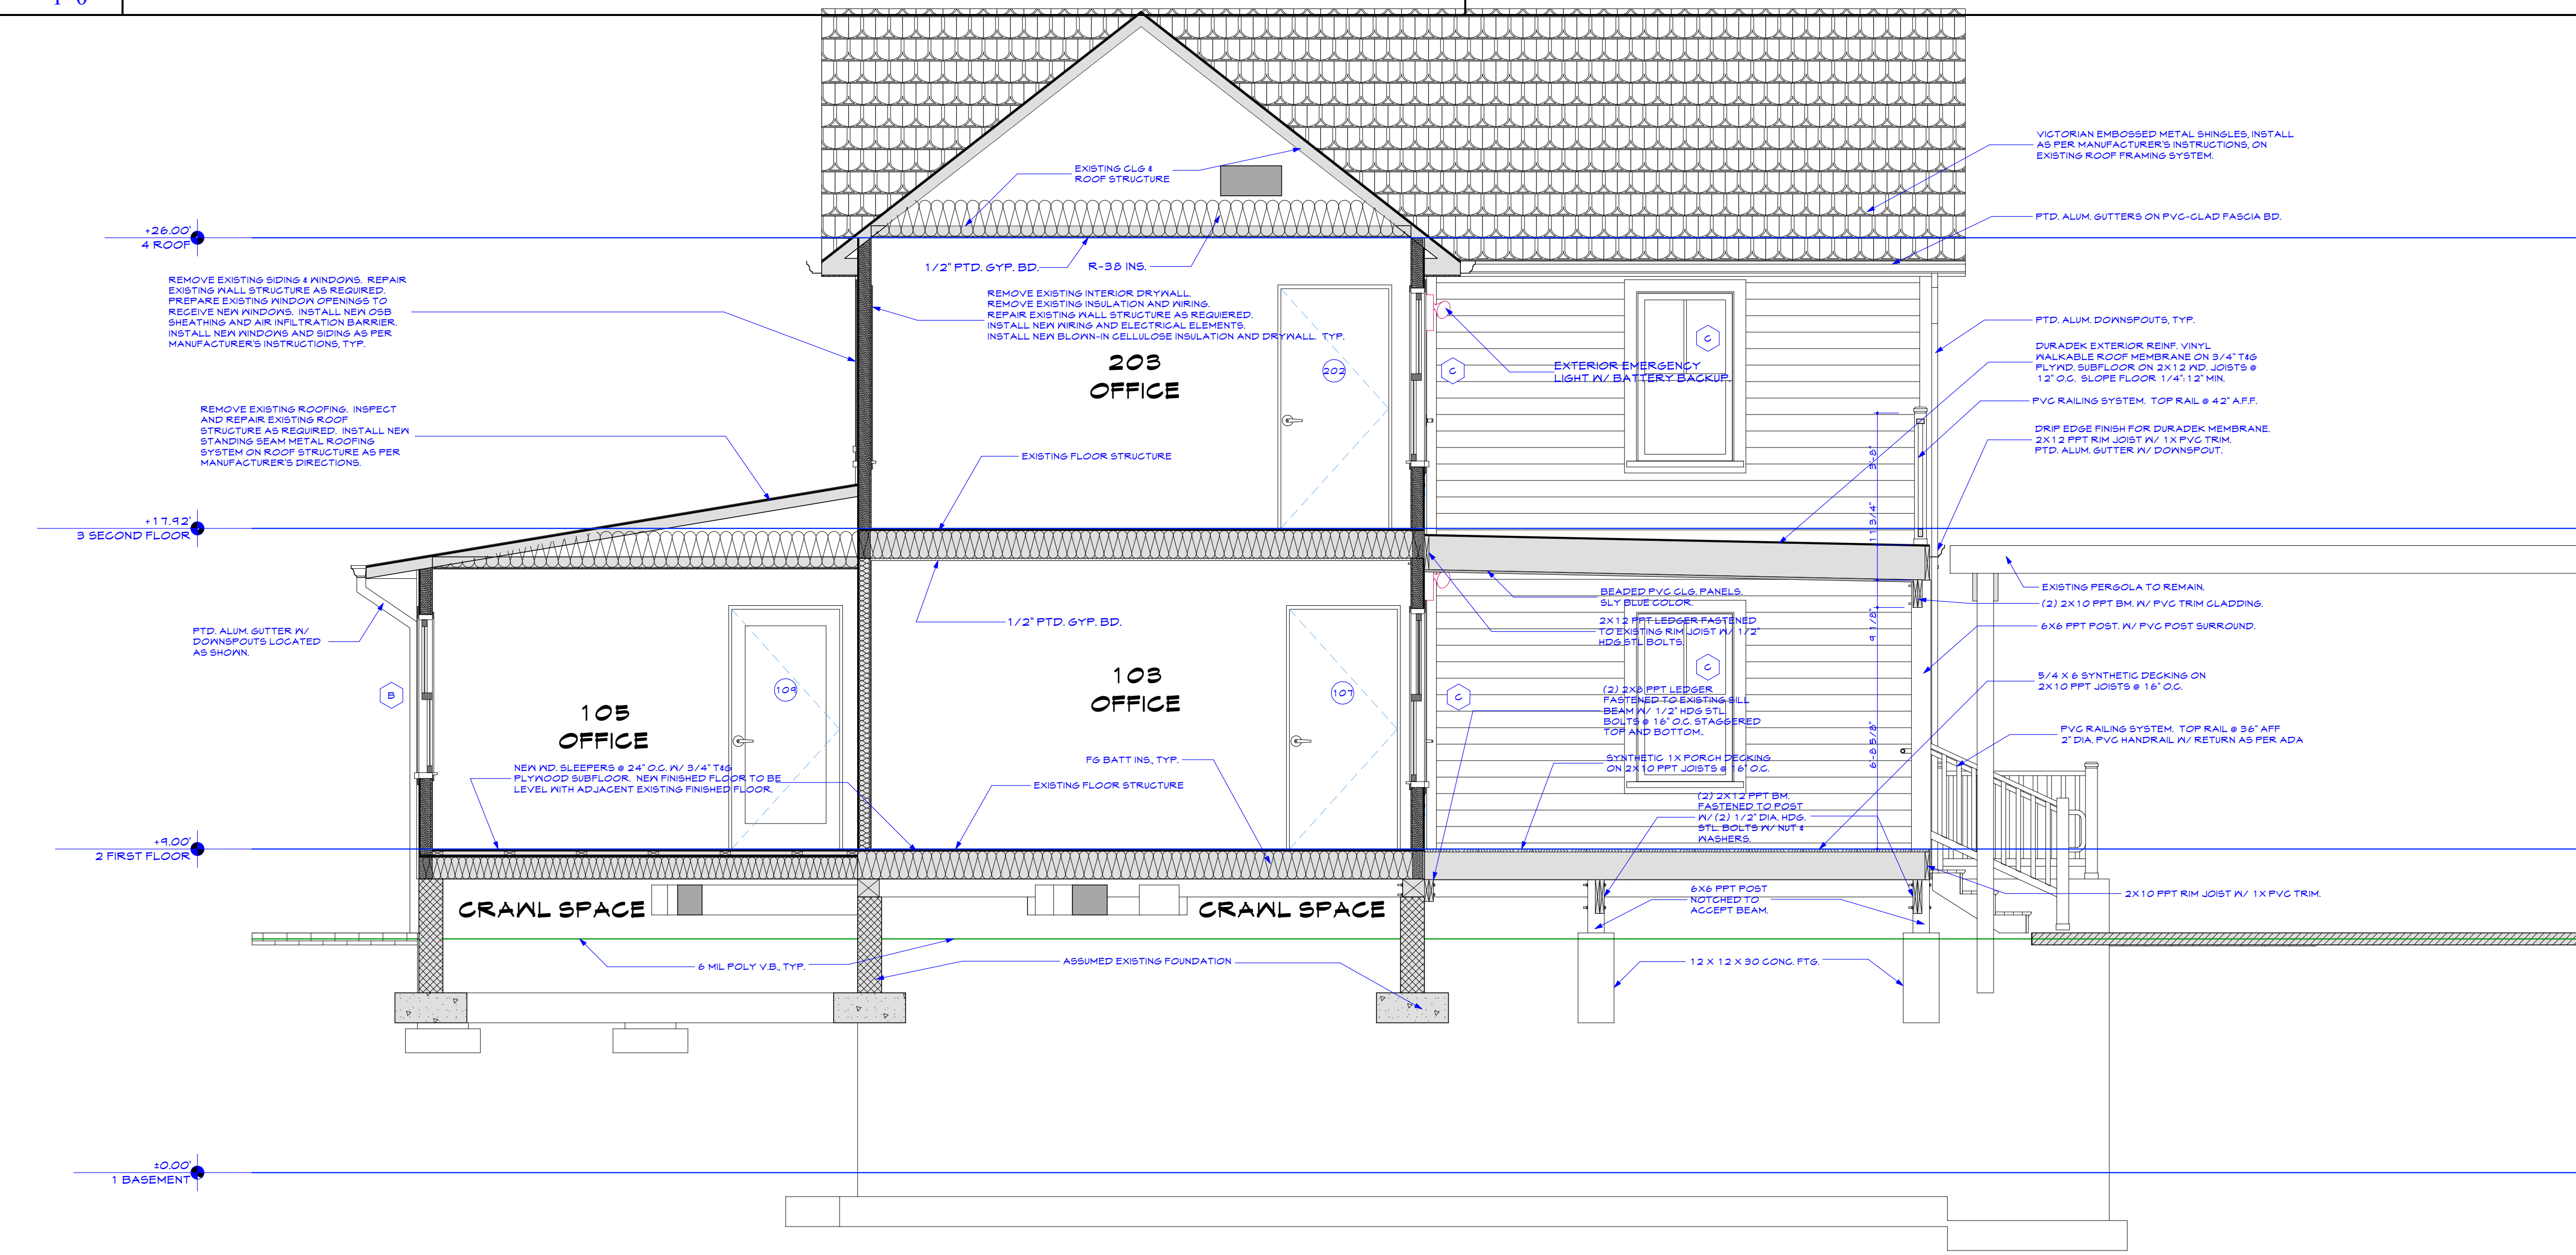 +26.00'
4 ROOF
REMOVE EXISTING SIDING & WINDOWS. REPAIR
EXISTING WALL STRUCTURE AS REQUIRED.
PREPARE EXISTING WINDOW OPENINGS TO
RECEIVE NEW WINDOWS. INSTALL NEW OSB
SHEATHING AND AIR INFILTRATION BARRIER.
INSTALL NEW WINDOWS AND SIDING AS PER
MANUFACTURER'S INSTRUCTIONS, TYP.
REMOVE EXISTING ROOFING. INSPECT
AND REPAIR EXISTING ROOF
STRUCTURE AS REQUIRED. INSTALL NEW
STANDING SEAM METAL ROOFING
SYSTEM ON ROOF STRUCTURE AS PER
MANUFACTURER'S DIRECTIONS.
+17.92'
3 SECOND FLOOR
PTD. ALUM. GUTTER W/
DOWNSPOUTS LOCATED
AS SHOWN.
B
+9.00'
2 FIRST FLOOR
±0.00'
1 BASEMENT
EXISTING CLG &
ROOF STRUCTURE
1/2" PTD. GYP. BD.
R-38 INS.
REMOVE EXISTING INTERIOR DRYWALL.
REMOVE EXISTING INSULATION AND WIRING.
REPAIR EXISTING WALL STRUCTURE AS REQUIERED.
INSTALL NEW WIRING AND ELECTRICAL ELEMENTS.
INSTALL NEW BLOWN-IN CELLULOSE INSULATION AND DRYWALL. TYP.
203
OFFICE
202
C
C
EXTERIOR EMERGENCY
LIGHT W/ BATTERY BACKUP.
EXISTING FLOOR STRUCTURE
1/2" PTD. GYP. BD.
103
OFFICE
107
C
C
105
OFFICE
109
NEW WD. SLEEPERS @ 24" O.C. W/ 3/4" T&G
PLYWOOD SUBFLOOR. NEW FINISHED FLOOR TO BE
LEVEL WITH ADJACENT EXISTING FINISHED FLOOR.
FG BATT INS., TYP.
EXISTING FLOOR STRUCTURE
CRAWL SPACE
CRAWL SPACE
6 MIL POLY V.B., TYP.
ASSUMED EXISTING FOUNDATION
BEADED PVC CLG. PANELS.
SLY BLUE COLOR.
2X12 PPT LEDGER FASTENED
TO EXISTING RIM JOIST W/ 1/2"
HDG STL BOLTS.
(2) 2X8 PPT LEDGER
FASTENED TO EXISTING SILL
BEAM W/ 1/2" HDG STL
BOLTS @ 16" O.C. STAGGERED
TOP AND BOTTOM..
SYNTHETIC 1X PORCH DECKING
ON 2X10 PPT JOISTS @ 16" O.C.
(2) 2X12 PPT BM.
FASTENED TO POST
W/ (2) 1/2" DIA. HDG.
STL. BOLTS W/ NUT &
WASHERS.
6X6 PPT POST
NOTCHED TO
ACCEPT BEAM.
12 X 12 X 30 CONC. FTG.
3'-8"
11 3/4"
9 1/8"
6'-8 5/8"
VICTORIAN EMBOSSED METAL SHINGLES, INSTALL
AS PER MANUFACTURER'S INSTRUCTIONS, ON
EXISTING ROOF FRAMING SYSTEM.
PTD. ALUM. GUTTERS ON PVC-CLAD FASCIA BD.
PTD. ALUM. DOWNSPOUTS, TYP.
DURADEK EXTERIOR REINF. VINYL
WALKABLE ROOF MEMBRANE ON 3/4" T&G
PLYWD. SUBFLOOR ON 2X12 WD. JOISTS @
12" O.C. SLOPE FLOOR 1/4":12" MIN.
PVC RAILING SYSTEM. TOP RAIL @ 42" A.F.F.
DRIP EDGE FINISH FOR DURADEK MEMBRANE.
2X12 PPT RIM JOIST W/ 1X PVC TRIM.
PTD. ALUM. GUTTER W/ DOWNSPOUT.
EXISTING PERGOLA TO REMAIN.
(2) 2X10 PPT BM. W/ PVC TRIM CLADDING.
6X6 PPT POST. W/ PVC POST SURROUND.
5/4 X 6 SYNTHETIC DECKING ON
2X10 PPT JOISTS @ 16" O.C.
PVC RAILING SYSTEM. TOP RAIL @ 36" AFF
2" DIA. PVC HANDRAIL W/ RETURN AS PER ADA
2X10 PPT RIM JOIST W/ 1X PVC TRIM.